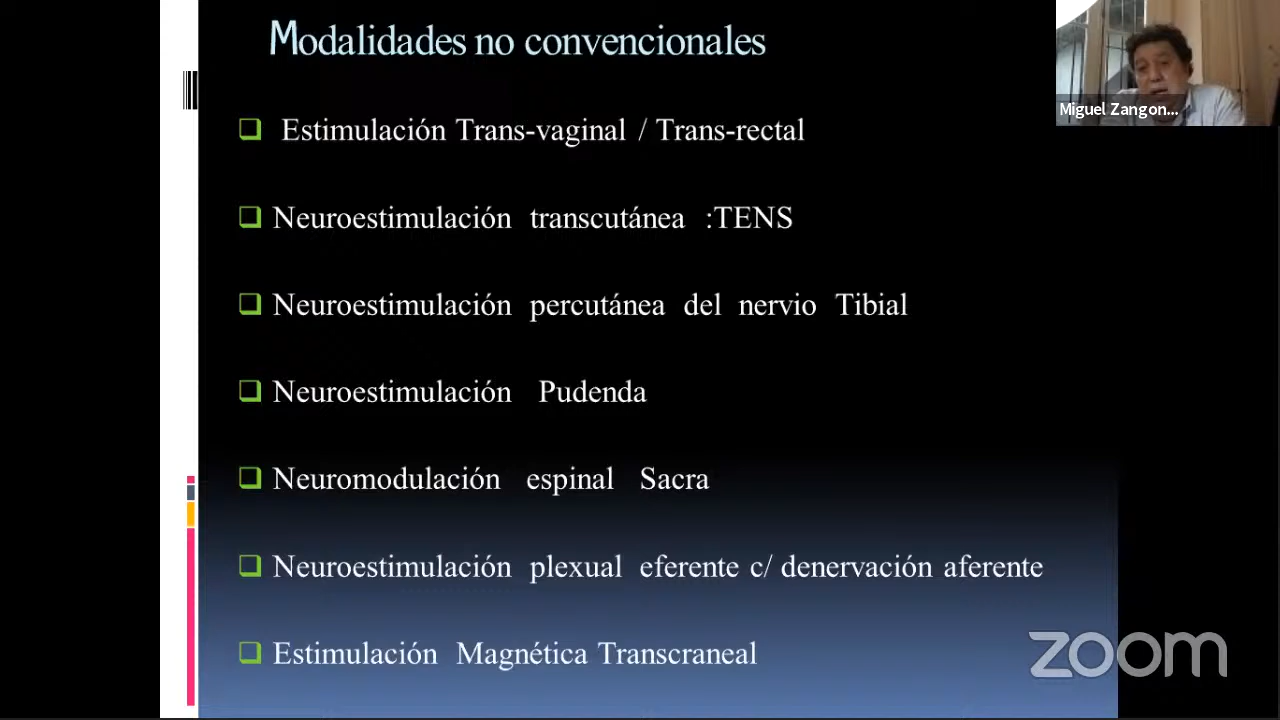 Modalidades no convencionales
Miguel Zangon...
Estimulación Trans-vaginal / Trans-rectal
Neuroestimulación transcutánea :TENS
Neuroestimulación percutánea del nervio Tibial
Neuroestimulación Pudenda
Neuromodulación espinal Sacra
Neuroestimulación plexual eferente c/ denervación aferente
Estimulación Magnética Transcraneal
zoom